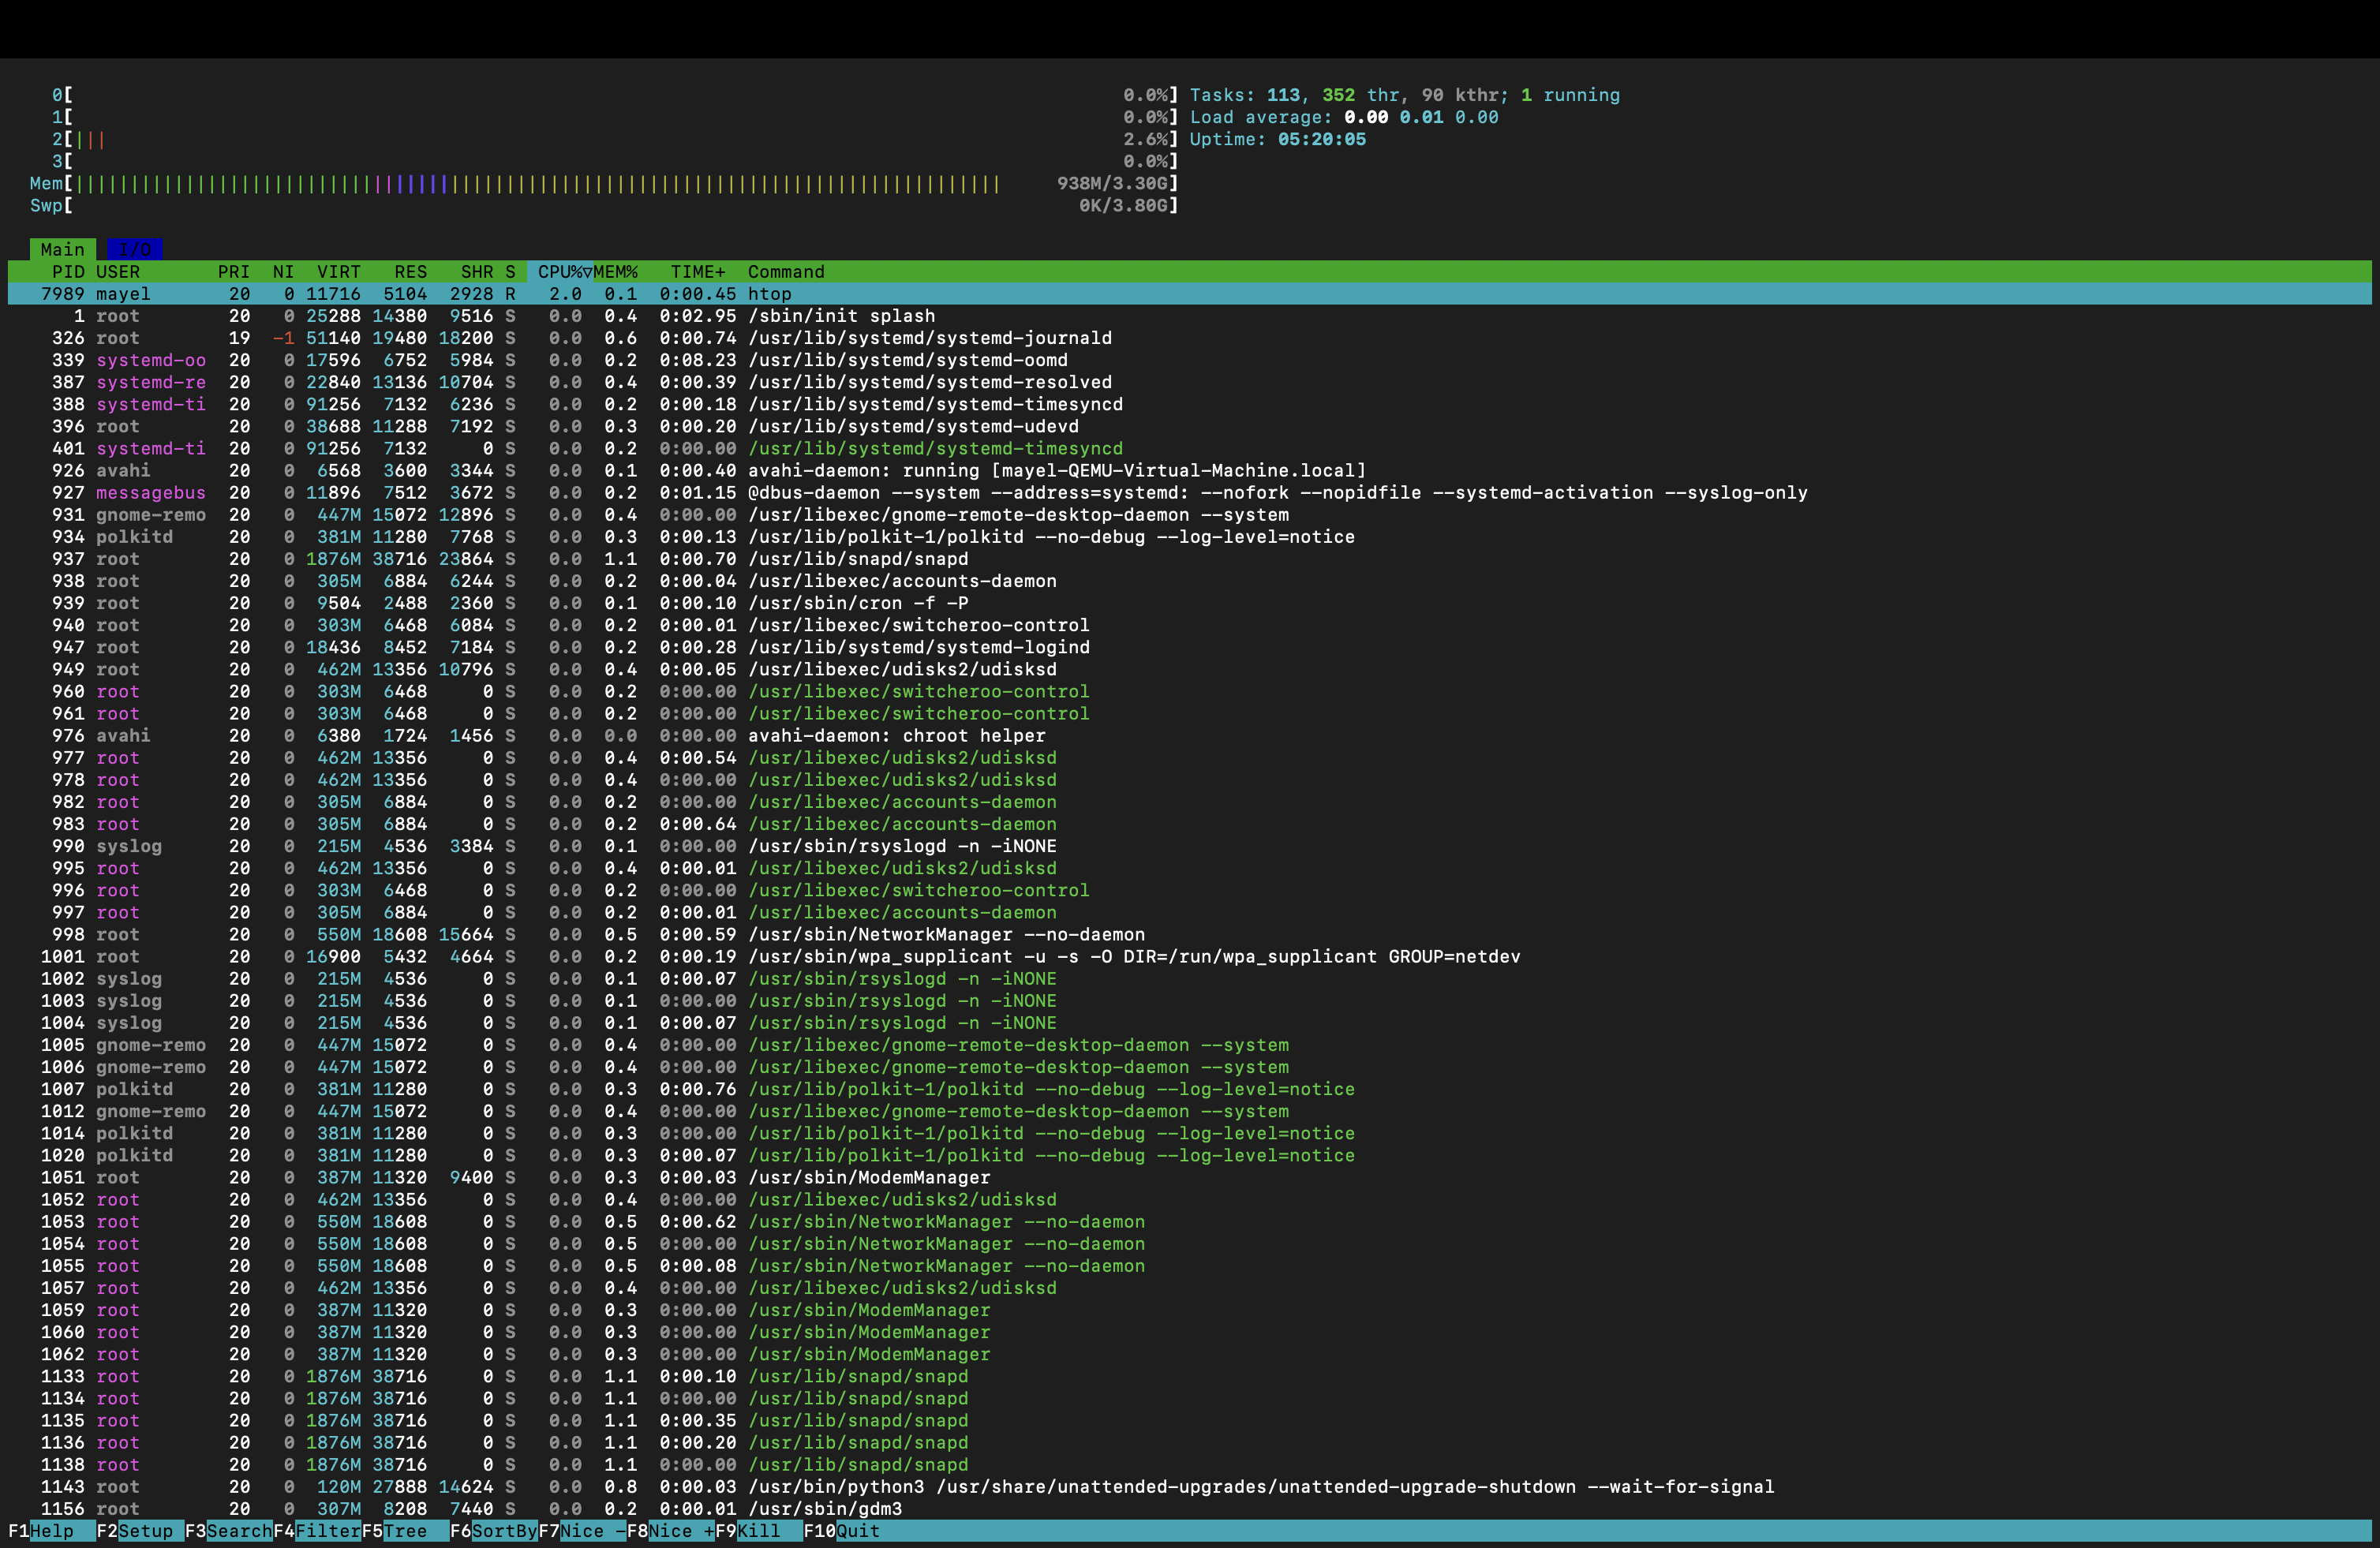 0[ 0.0%] Tasks: 113, 352 thr, 90 kthr; 1 running
1[ 0.0%] Load average: 0.00 0.01 0.00
2[||| 2.6%] Uptime: 05:20:05
3[ 0.0%]
Mem[|||||||||||||||||||||||||||||||||||||||||||||||||||||||||||||||||||||||||||||||||||| 938M/3.30G]
Swp[ 0K/3.80G]
Main I/O
PID USER PRI NI VIRT RES SHR S CPU%▽MEM% TIME+ Command
7989 mayel 20 0 11716 5104 2928 R 2.0 0.1 0:00.45 htop
1 root 20 0 25288 14380 9516 S 0.0 0.4 0:02.95 /sbin/init splash
326 root 19 -1 51140 19480 18200 S 0.0 0.6 0:00.74 /usr/lib/systemd/systemd-journald
339 systemd-oo 20 0 17596 6752 5984 S 0.0 0.2 0:08.23 /usr/lib/systemd/systemd-oomd
387 systemd-re 20 0 22840 13136 10704 S 0.0 0.4 0:00.39 /usr/lib/systemd/systemd-resolved
388 systemd-ti 20 0 91256 7132 6236 S 0.0 0.2 0:00.18 /usr/lib/systemd/systemd-timesyncd
396 root 20 0 38688 11288 7192 S 0.0 0.3 0:00.20 /usr/lib/systemd/systemd-udevd
401 systemd-ti 20 0 91256 7132 0 S 0.0 0.2 0:00.00 /usr/lib/systemd/systemd-timesyncd
926 avahi 20 0 6568 3600 3344 S 0.0 0.1 0:00.40 avahi-daemon: running [mayel-QEMU-Virtual-Machine.local]
927 messagebus 20 0 11896 7512 3672 S 0.0 0.2 0:01.15 @dbus-daemon --system --address=systemd: --nofork --nopidfile --systemd-activation --syslog-only
931 gnome-remo 20 0 447M 15072 12896 S 0.0 0.4 0:00.00 /usr/libexec/gnome-remote-desktop-daemon --system
934 polkitd 20 0 381M 11280 7768 S 0.0 0.3 0:00.13 /usr/lib/polkit-1/polkitd --no-debug --log-level=notice
937 root 20 0 1876M 38716 23864 S 0.0 1.1 0:00.70 /usr/lib/snapd/snapd
938 root 20 0 305M 6884 6244 S 0.0 0.2 0:00.04 /usr/libexec/accounts-daemon
939 root 20 0 9504 2488 2360 S 0.0 0.1 0:00.10 /usr/sbin/cron -f -P
940 root 20 0 303M 6468 6084 S 0.0 0.2 0:00.01 /usr/libexec/switcheroo-control
947 root 20 0 18436 8452 7184 S 0.0 0.2 0:00.28 /usr/lib/systemd/systemd-logind
949 root 20 0 462M 13356 10796 S 0.0 0.4 0:00.05 /usr/libexec/udisks2/udisksd
960 root 20 0 303M 6468 0 S 0.0 0.2 0:00.00 /usr/libexec/switcheroo-control
961 root 20 0 303M 6468 0 S 0.0 0.2 0:00.00 /usr/libexec/switcheroo-control
976 avahi 20 0 6380 1724 1456 S 0.0 0.0 0:00.00 avahi-daemon: chroot helper
977 root 20 0 462M 13356 0 S 0.0 0.4 0:00.54 /usr/libexec/udisks2/udisksd
978 root 20 0 462M 13356 0 S 0.0 0.4 0:00.00 /usr/libexec/udisks2/udisksd
982 root 20 0 305M 6884 0 S 0.0 0.2 0:00.00 /usr/libexec/accounts-daemon
983 root 20 0 305M 6884 0 S 0.0 0.2 0:00.64 /usr/libexec/accounts-daemon
990 syslog 20 0 215M 4536 3384 S 0.0 0.1 0:00.00 /usr/sbin/rsyslogd -n -iNONE
995 root 20 0 462M 13356 0 S 0.0 0.4 0:00.01 /usr/libexec/udisks2/udisksd
996 root 20 0 303M 6468 0 S 0.0 0.2 0:00.00 /usr/libexec/switcheroo-control
997 root 20 0 305M 6884 0 S 0.0 0.2 0:00.01 /usr/libexec/accounts-daemon
998 root 20 0 550M 18608 15664 S 0.0 0.5 0:00.59 /usr/sbin/NetworkManager --no-daemon
1001 root 20 0 16900 5432 4664 S 0.0 0.2 0:00.19 /usr/sbin/wpa_supplicant -u -s -O DIR=/run/wpa_supplicant GROUP=netdev
1002 syslog 20 0 215M 4536 0 S 0.0 0.1 0:00.07 /usr/sbin/rsyslogd -n -iNONE
1003 syslog 20 0 215M 4536 0 S 0.0 0.1 0:00.00 /usr/sbin/rsyslogd -n -iNONE
1004 syslog 20 0 215M 4536 0 S 0.0 0.1 0:00.07 /usr/sbin/rsyslogd -n -iNONE
1005 gnome-remo 20 0 447M 15072 0 S 0.0 0.4 0:00.00 /usr/libexec/gnome-remote-desktop-daemon --system
1006 gnome-remo 20 0 447M 15072 0 S 0.0 0.4 0:00.00 /usr/libexec/gnome-remote-desktop-daemon --system
1007 polkitd 20 0 381M 11280 0 S 0.0 0.3 0:00.76 /usr/lib/polkit-1/polkitd --no-debug --log-level=notice
1012 gnome-remo 20 0 447M 15072 0 S 0.0 0.4 0:00.00 /usr/libexec/gnome-remote-desktop-daemon --system
1014 polkitd 20 0 381M 11280 0 S 0.0 0.3 0:00.00 /usr/lib/polkit-1/polkitd --no-debug --log-level=notice
1020 polkitd 20 0 381M 11280 0 S 0.0 0.3 0:00.07 /usr/lib/polkit-1/polkitd --no-debug --log-level=notice
1051 root 20 0 387M 11320 9400 S 0.0 0.3 0:00.03 /usr/sbin/ModemManager
1052 root 20 0 462M 13356 0 S 0.0 0.4 0:00.00 /usr/libexec/udisks2/udisksd
1053 root 20 0 550M 18608 0 S 0.0 0.5 0:00.62 /usr/sbin/NetworkManager --no-daemon
1054 root 20 0 550M 18608 0 S 0.0 0.5 0:00.00 /usr/sbin/NetworkManager --no-daemon
1055 root 20 0 550M 18608 0 S 0.0 0.5 0:00.08 /usr/sbin/NetworkManager --no-daemon
1057 root 20 0 462M 13356 0 S 0.0 0.4 0:00.00 /usr/libexec/udisks2/udisksd
1059 root 20 0 387M 11320 0 S 0.0 0.3 0:00.00 /usr/sbin/ModemManager
1060 root 20 0 387M 11320 0 S 0.0 0.3 0:00.00 /usr/sbin/ModemManager
1062 root 20 0 387M 11320 0 S 0.0 0.3 0:00.00 /usr/sbin/ModemManager
1133 root 20 0 1876M 38716 0 S 0.0 1.1 0:00.10 /usr/lib/snapd/snapd
1134 root 20 0 1876M 38716 0 S 0.0 1.1 0:00.00 /usr/lib/snapd/snapd
1135 root 20 0 1876M 38716 0 S 0.0 1.1 0:00.35 /usr/lib/snapd/snapd
1136 root 20 0 1876M 38716 0 S 0.0 1.1 0:00.20 /usr/lib/snapd/snapd
1138 root 20 0 1876M 38716 0 S 0.0 1.1 0:00.00 /usr/lib/snapd/snapd
1143 root 20 0 120M 27888 14624 S 0.0 0.8 0:00.03 /usr/bin/python3 /usr/share/unattended-upgrades/unattended-upgrade-shutdown --wait-for-signal
1156 root 20 0 307M 8208 7440 S 0.0 0.2 0:00.01 /usr/sbin/gdm3
F1Help F2Setup F3SearchF4FilterF5Tree F6SortByF7Nice -F8Nice +F9Kill F10Quit